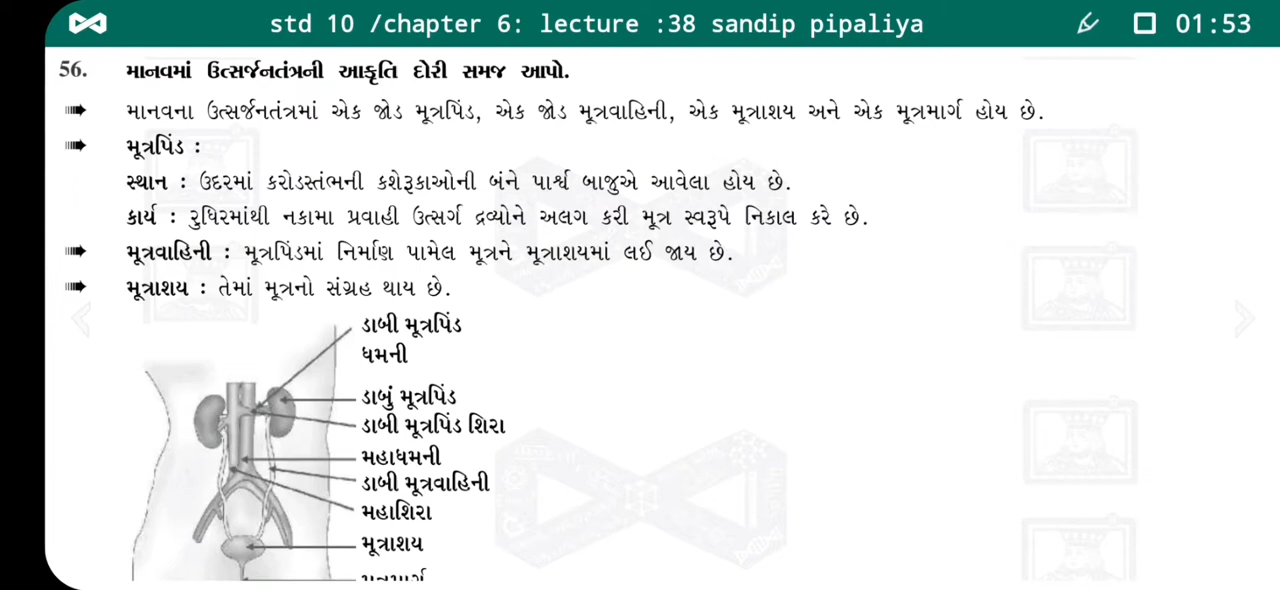 std 10 /chapter 6: lecture :38 sandip pipaliya
01:53
56. માનવમાં ઉત્સર્જનતંત્રની આકૃતિ દોરી સમજ આપો.
માનવના ઉત્સર્જનતંત્રમાં એક જોડ મૂત્રપિંડ, એક જોડ મૂત્રવાહિની, એક મૂત્રાશય અને એક મૂત્રમાર્ગ હોય છે.
મૂત્રપિંડ :
સ્થાન : ઉદરમાં કરોડસ્તંભની કશેરૂકાઓની બંને પાર્શ્વ બાજુએ આવેલા હોય છે.
કાર્ય : રુધિરમાંથી નકામા પ્રવાહી ઉત્સર્ગ દ્રવ્યોને અલગ કરી મૂત્ર સ્વરૂપે નિકાલ કરે છે.
મૂત્રવાહિની : મૂત્રપિંડમાં નિર્માણ પામેલ મૂત્રને મૂત્રાશયમાં લઈ જાય છે.
મૂત્રાશય : તેમાં મૂત્રનો સંગ્રહ થાય છે.
ડાબી મૂત્રપિંડ
ધમની
ડાબું મૂત્રપિંડ
ડાબી મૂત્રપિંડ શિરા
મહાધમની
ડાબી મૂત્રવાહિની
મહાશિરા
મૂત્રાશય
મૂત્રમાર્ગ